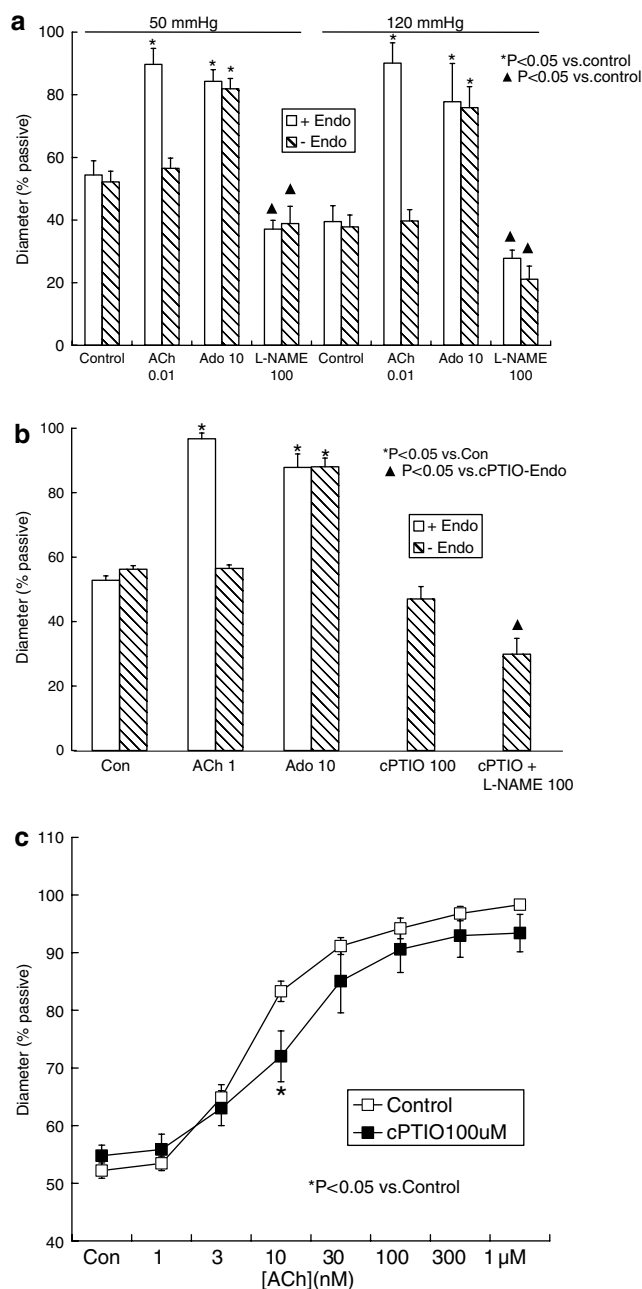 a
50 mmHg 120 mmHg
*P<0.05 vs.control
▲ P<0.05 vs.control
+ Endo
- Endo
Diameter (% passive)
100
80
60
40
20
0
* * * * * *
▲ ▲ ▲ ▲
Control ACh 0.01 Ado 10 L-NAME 100 Control ACh 0.01 Ado 10 L-NAME 100
b
*P<0.05 vs.Con
▲ P<0.05 vs.cPTIO-Endo
+ Endo
- Endo
Diameter (% passive)
100
80
60
40
20
0
* * *
▲
Con ACh 1 Ado 10 cPTIO 100 cPTIO + L-NAME 100
c
Diameter (% passive)
110
100
90
80
70
60
50
40
*
Control
cPTIO100uM
*P<0.05 vs.Control
Con 1 3 10 30 100 300 1 µM
[ACh](nM)